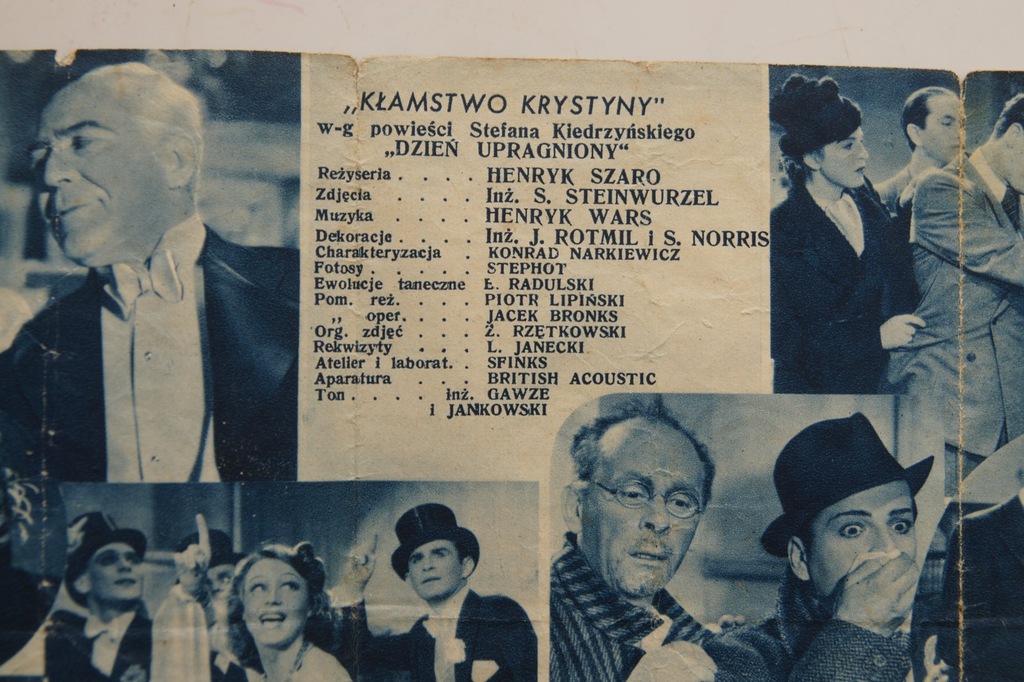 „KŁAMSTWO KRYSTYNY"
w-g powieści Stefana Kiedrzyńskiego
„DZIEŃ UPRAGNIONY“
Reżyseria . . . . HENRYK SZARO
Zdjęcia . . . . Inż. S. STEINWURZEL
Muzyka . . . . HENRYK WARS
Dekoracje . . . . Inż. J. ROTMIL i S. NORRIS
Charakteryzacja . KONRAD NARKIEWICZ
Fotosy . . . . . STEPHOT
Ewolucje taneczne E. RADULSKI
Pom. reż. . . . . PIOTR LIPIŃSKI
„ oper. . . . . JACEK BRONKS
Org. zdjęć . . . Z. RZĘTKOWSKI
Rekwizyty . . . L. JANECKI
Atelier i laborat. . SFINKS
Aparatura . . . BRITISH ACOUSTIC
Ton . . . . inż. GAWZE
i JANKOWSKI